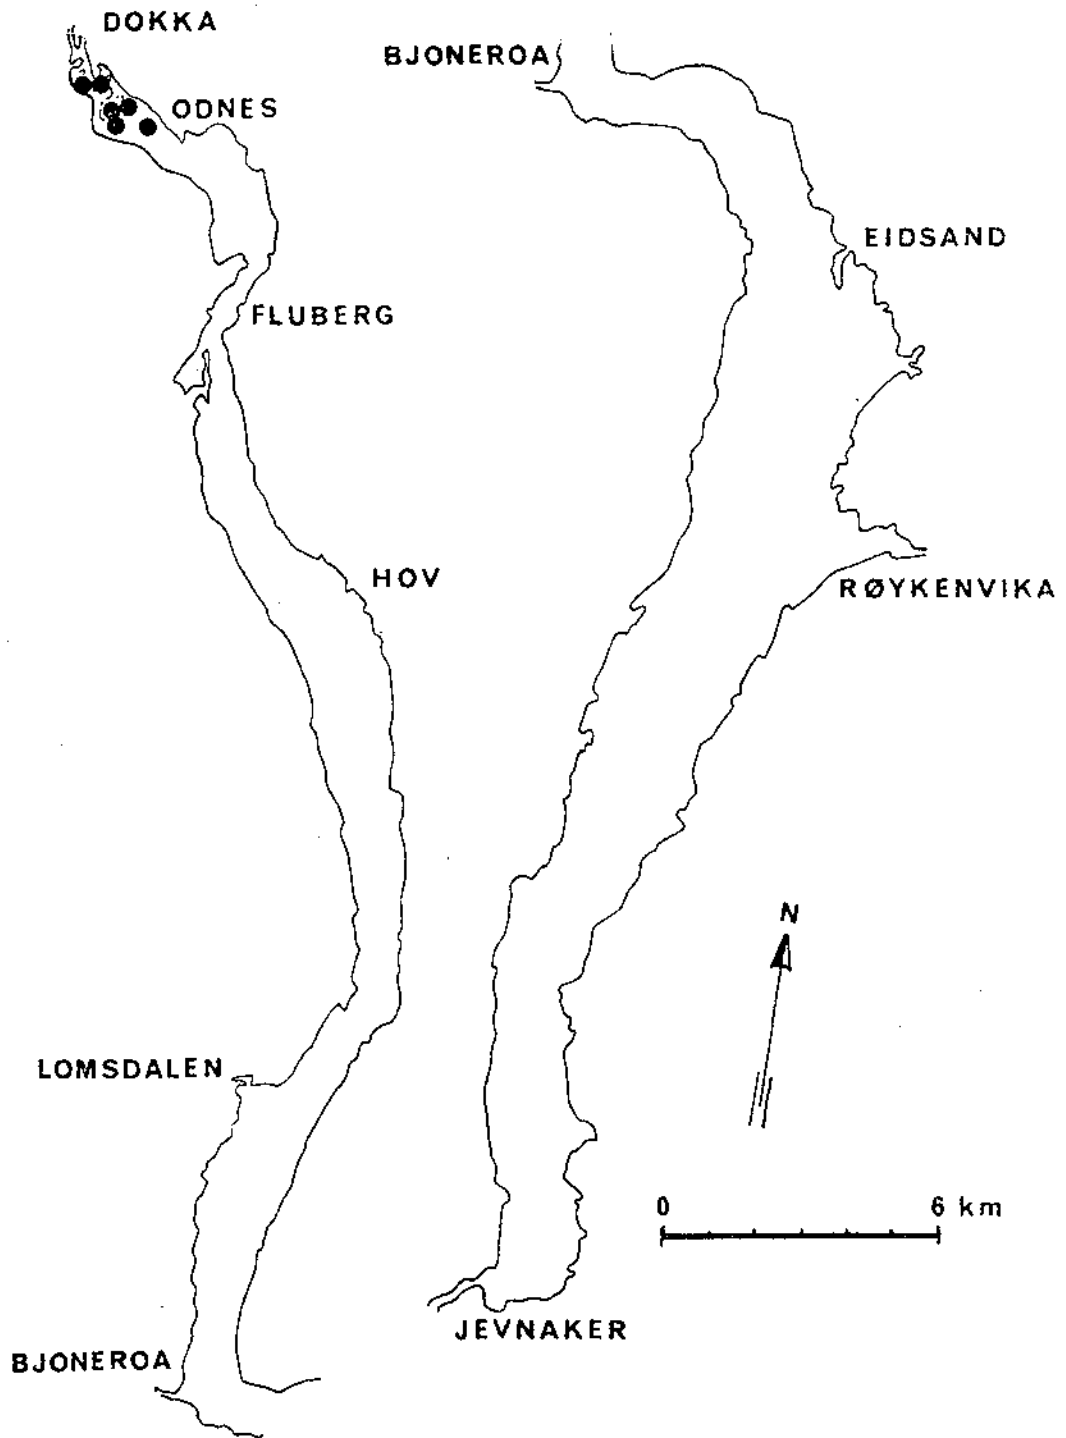 DOKKA
BJONEROA
ODNES
EIDSAND
FLUBERG
HOV
RØYKENVIKA
N
LOMSDALEN
0 6 km
JEVNAKER
BJONEROA